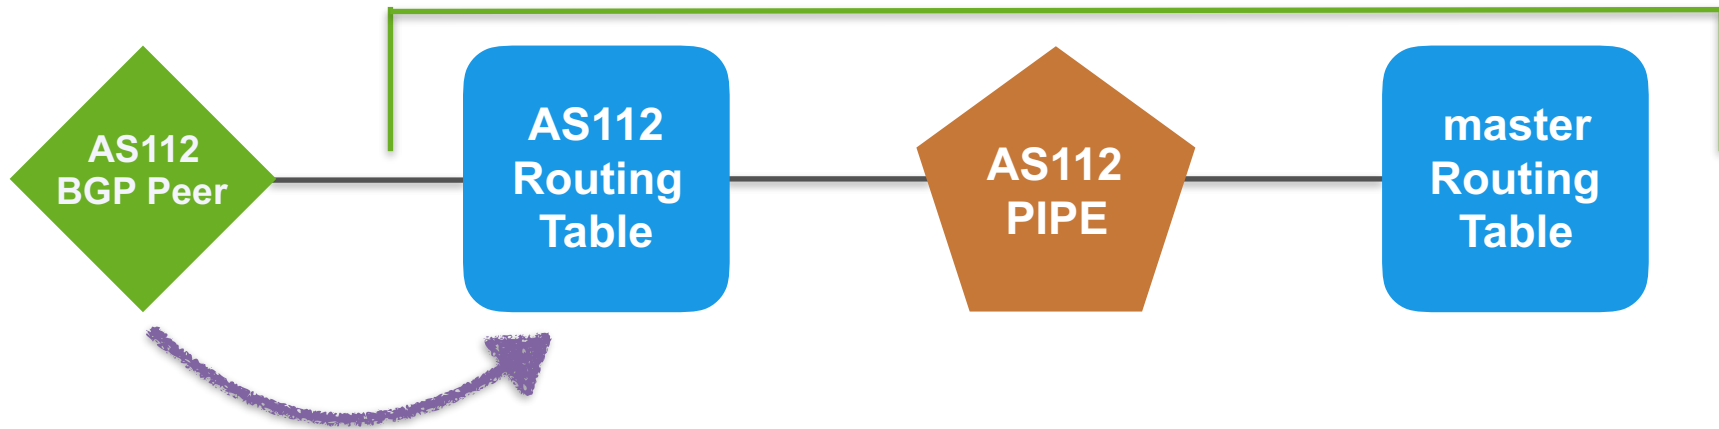 AS112
BGP Peer
AS112
Routing
Table
AS112
PIPE
master
Routing
Table